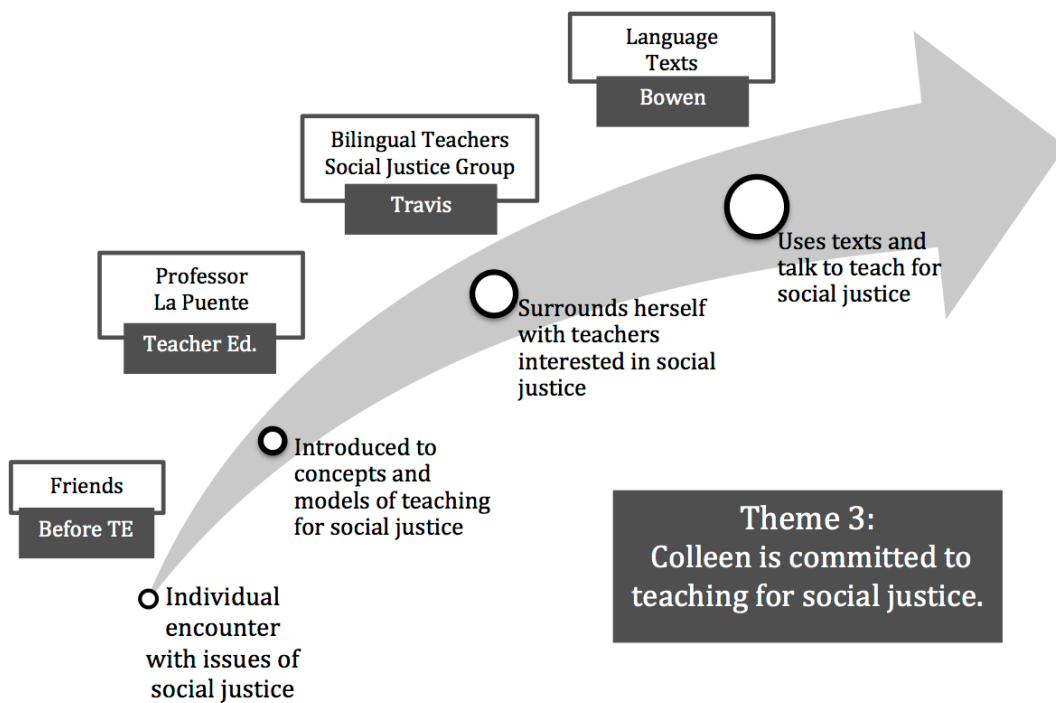 Language
Texts
Bowen
Bilingual Teachers
Social Justice Group
Travis
Uses texts and
talk to teach for
social justice
Professor
La Puente
Teacher Ed.
Surrounds herself
with teachers
interested in social
justice
Friends
Before TE
Introduced to
concepts and
models of teaching
for social justice
Individual
encounter
with issues of
social justice
Theme 3:
Colleen is committed to
teaching for social justice.